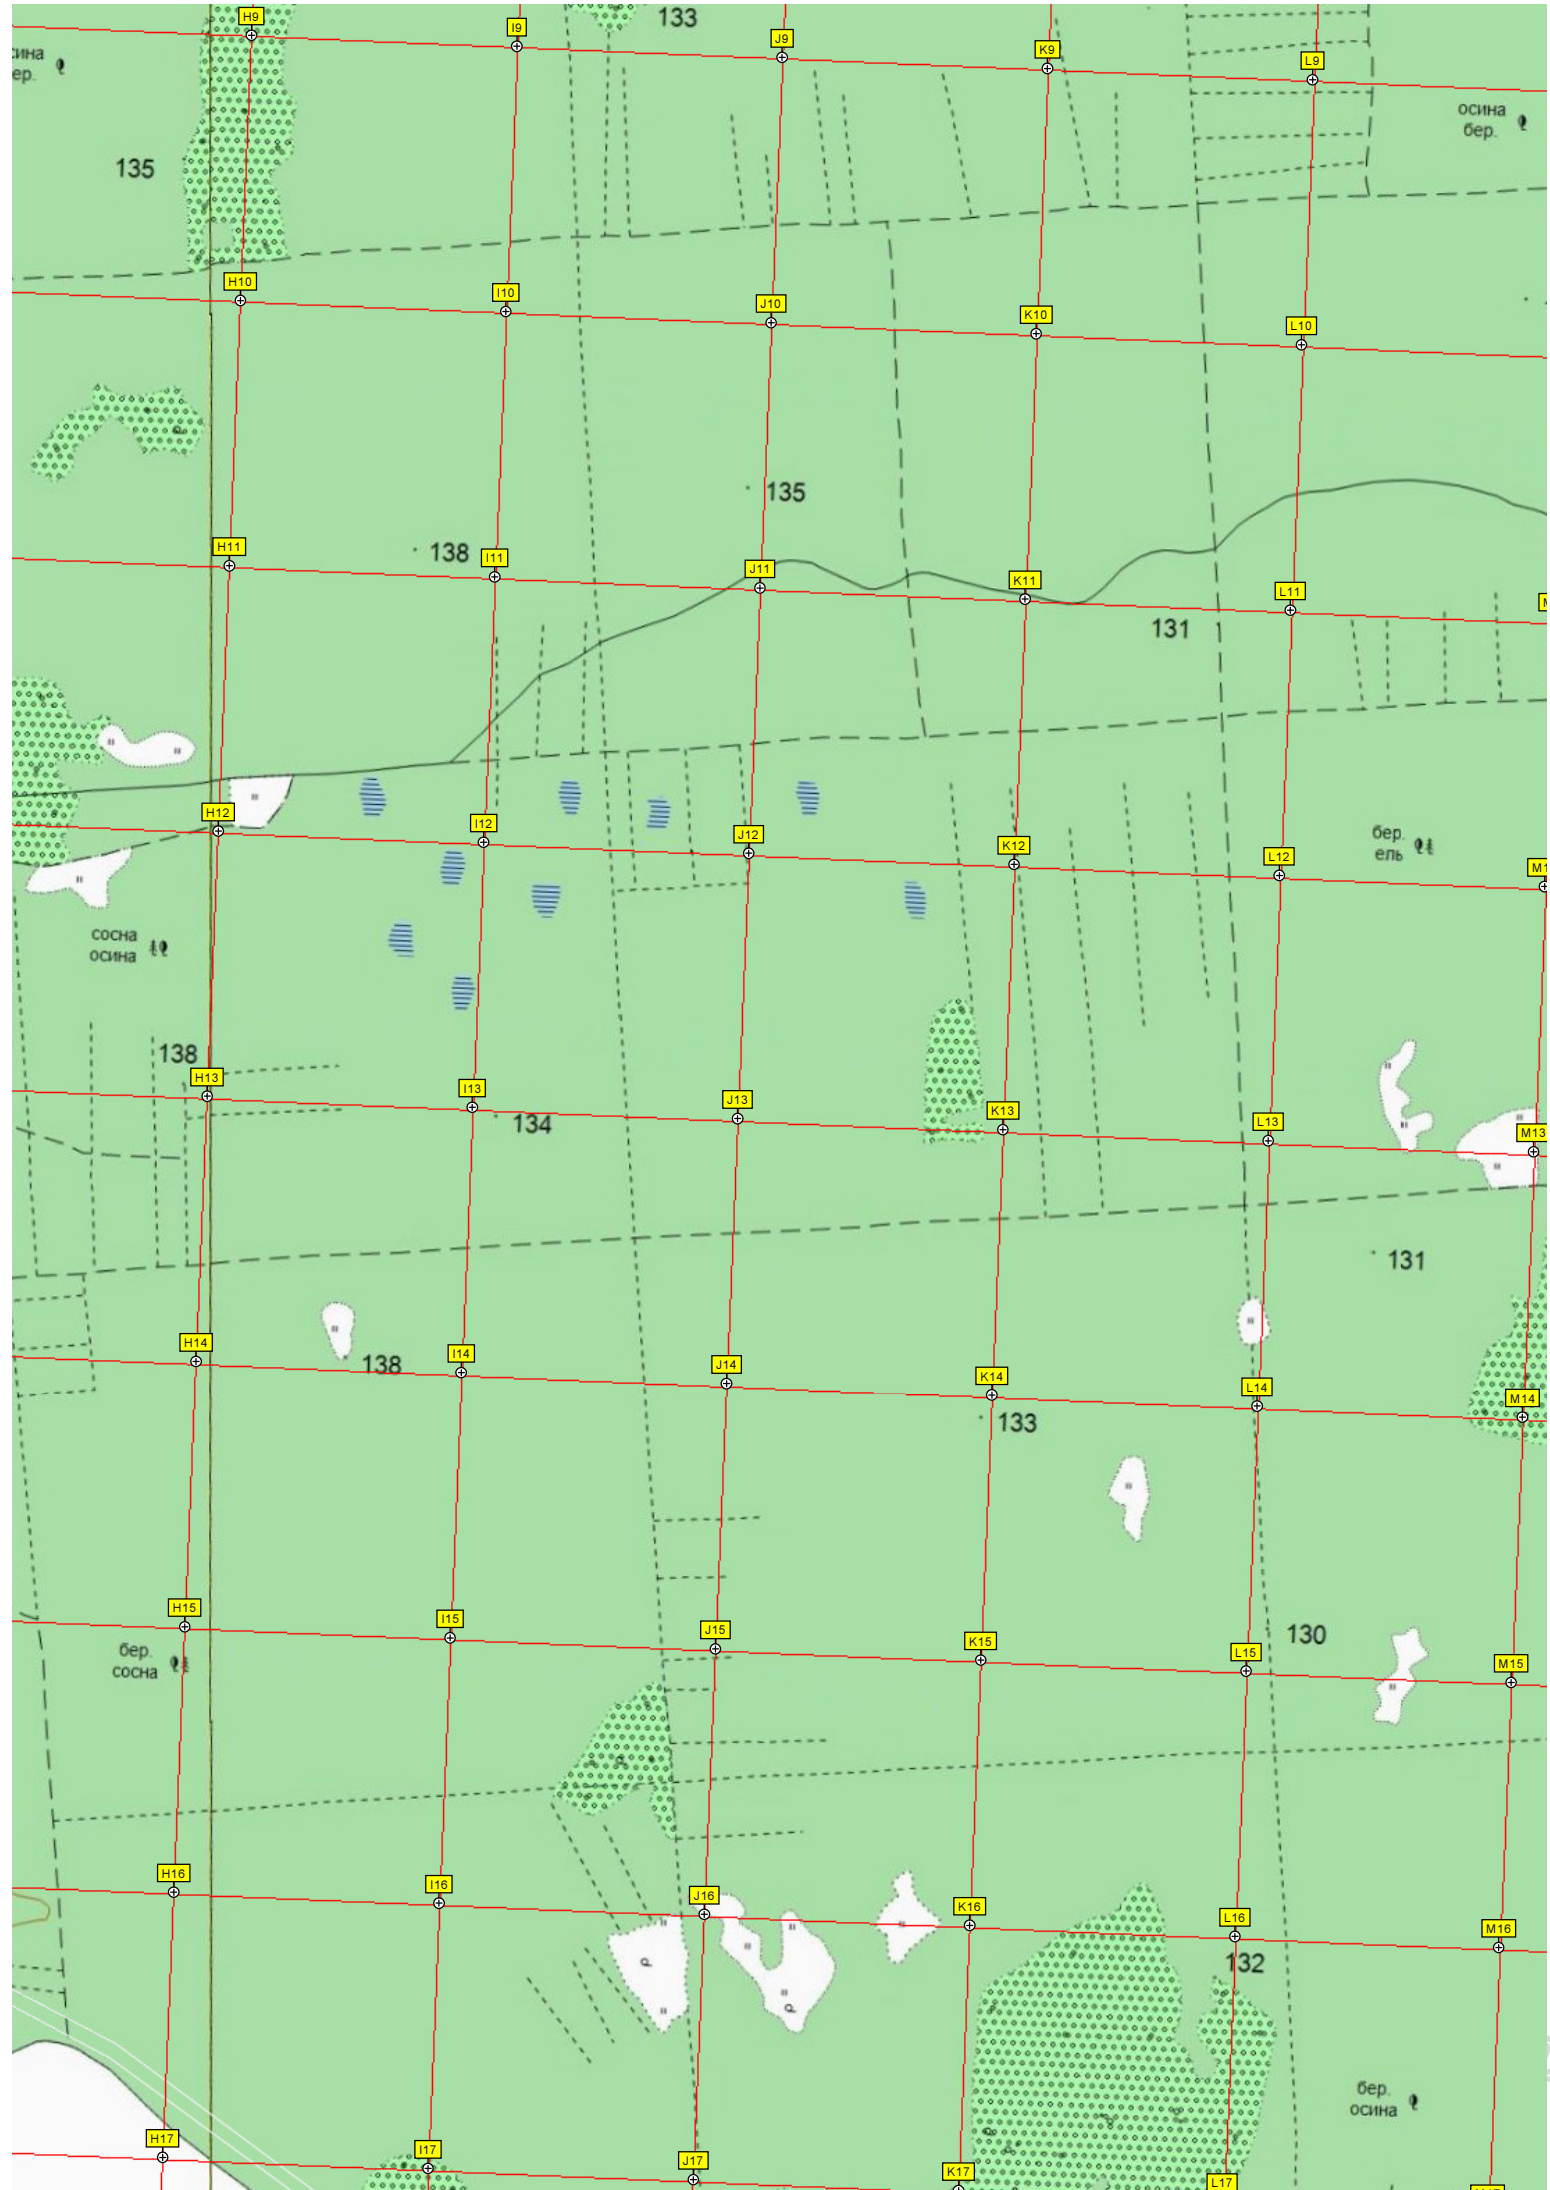 H9
I9
133
J9
K9
L9
осина
бер.
135
H10
I10
J10
K10
L10
135
138
H11
I11
J11
K11
L11
131
H12
I12
J12
K12
L12
бер.
ель
сосна
осина
138
H13
I13
134
J13
K13
L13
M13
131
H14
138
I14
J14
K14
L14
M14
133
H15
I15
J15
K15
L15
M15
130
бер.
сосна
H16
I16
J16
K16
L16
M16
132
бер.
осина
H17
I17
J17
K17
L17